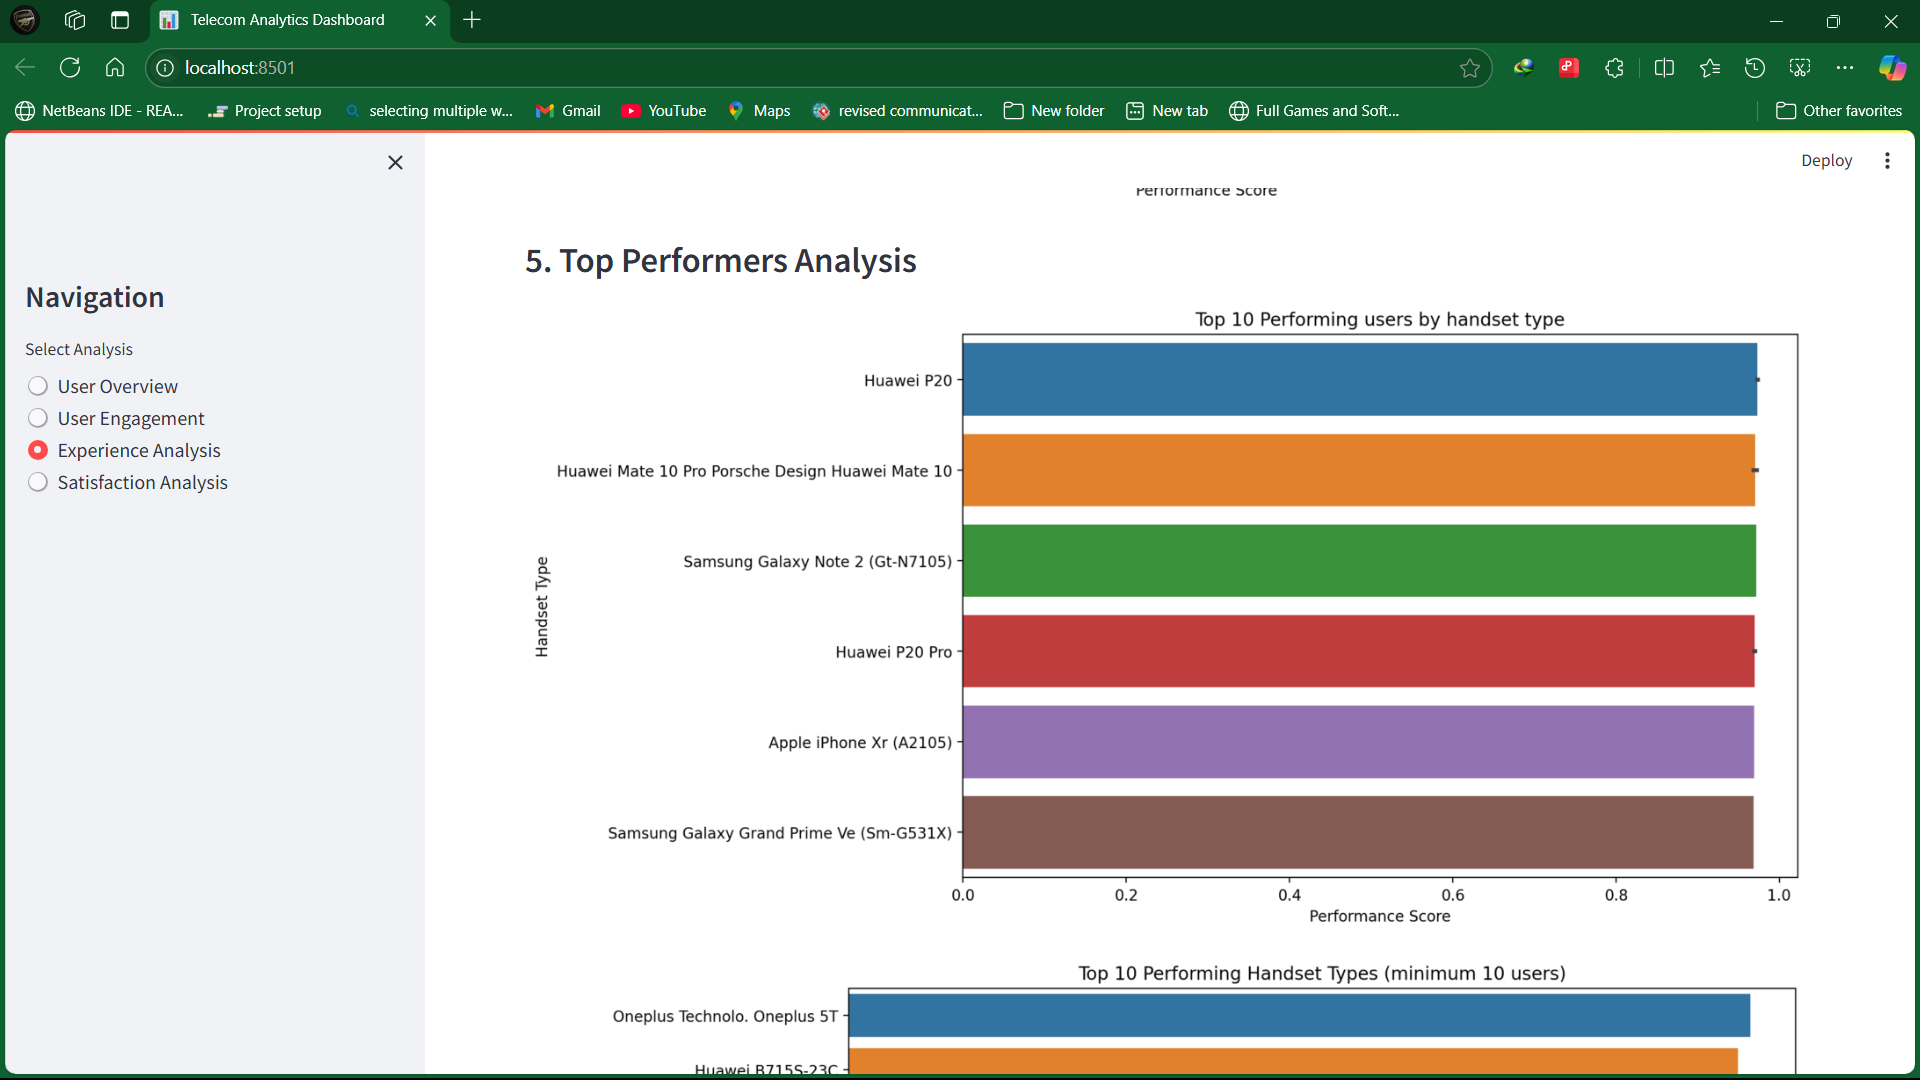 Telecom Analytics Dashboard
localhost:8501
NetBeans IDE - REA...
Project setup
selecting multiple w...
Gmail
YouTube
Maps
revised communicat...
New folder
New tab
Full Games and Soft...
Other favorites
Deploy
Performance Score
5. Top Performers Analysis
Navigation
Select Analysis
User Overview
User Engagement
Experience Analysis
Satisfaction Analysis
Top 10 Performing users by handset type
Handset Type
Huawei P20
Huawei Mate 10 Pro Porsche Design Huawei Mate 10
Samsung Galaxy Note 2 (Gt-N7105)
Huawei P20 Pro
Apple iPhone Xr (A2105)
Samsung Galaxy Grand Prime Ve (Sm-G531X)
0.0 0.2 0.4 0.6 0.8 1.0
Performance Score
Top 10 Performing Handset Types (minimum 10 users)
Oneplus Technolo. Oneplus 5T
Huawei B715S-23C